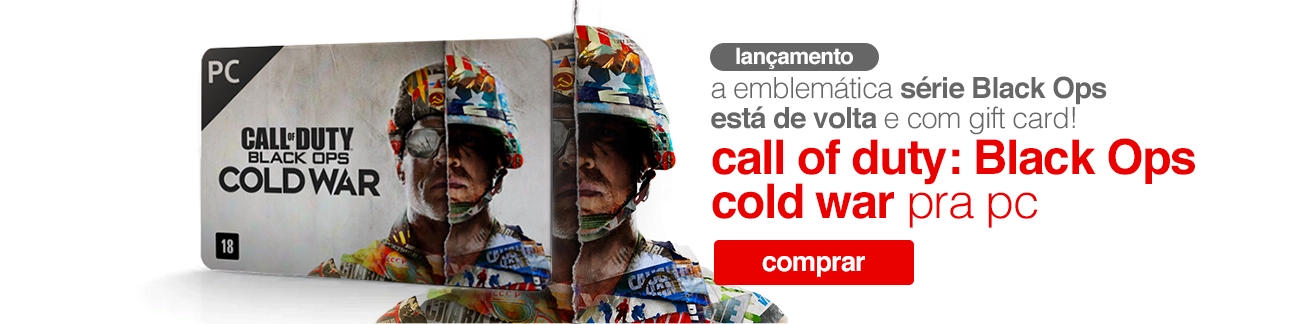 PC
CALL OF DUTY
BLACK OPS
COLD WAR
18
lançamento
a emblemática série Black Ops
está de volta e com gift card!
call of duty: Black Ops
cold war pra pc
comprar
CCCP